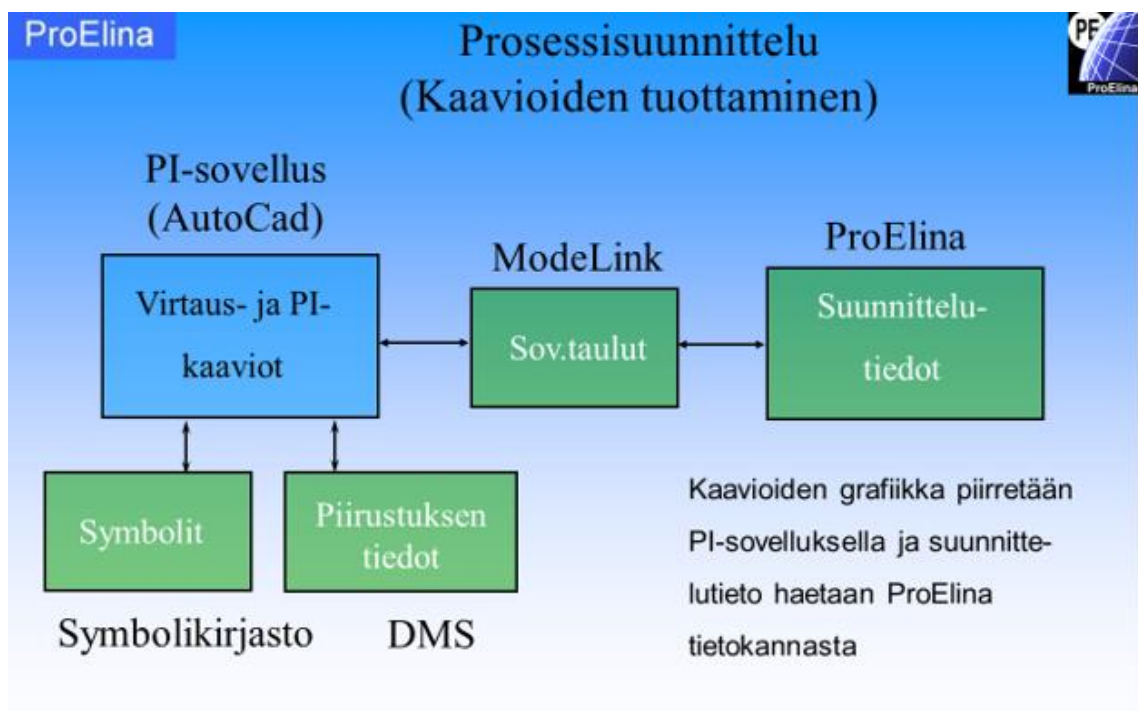 ProElina
Prosessisuunnittelu
(Kaavioiden tuottaminen)
PE
ProElina
PI-sovellus
(AutoCad)
Virtaus- ja PI-
kaaviot
ModeLink
Sov.taulut
ProElina
Suunnittelu-
tiedot
Symbolit
Symbolikirjasto
Piirustuksen
tiedot
DMS
Kaavioiden grafiikka piirretään
PI-sovelluksella ja suunnitte-
lutieto haetaan ProElina
tietokannasta